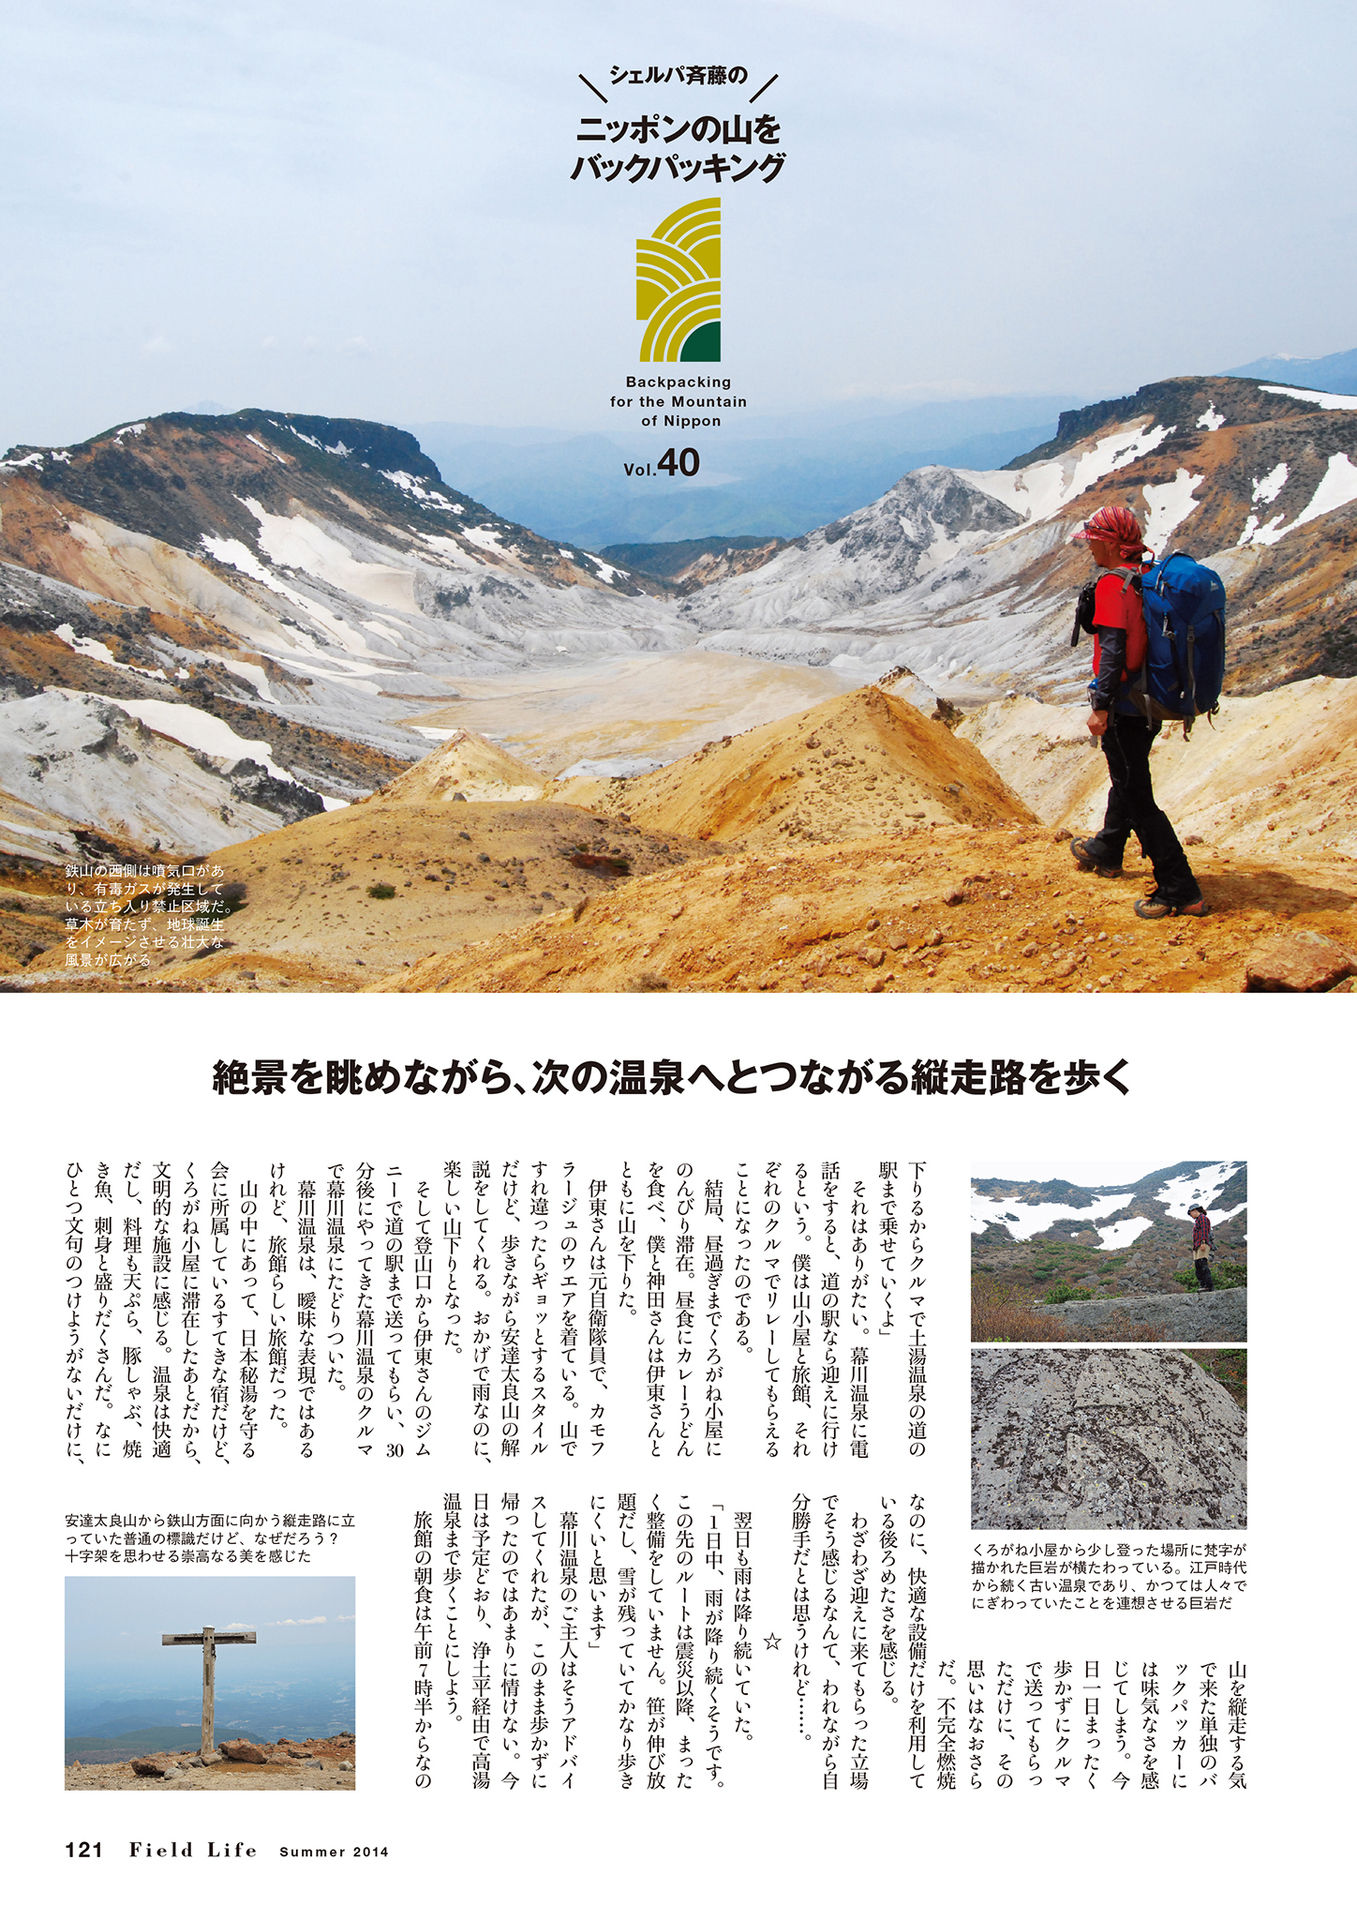 シェルパ斉藤の
ニッポンの山を
バックパッキング
Backpacking
for the Mountain
of Nippon
Vol.40
鉄山の西側は噴気口があ
り、有毒ガスが発生して
いる立ち入り禁止区域だ。
草木が育たず、地球誕生
をイメージさせる壮大な
風景が広がる
絶景を眺めながら、次の温泉へとつながる縦走路を歩く
下りるからクルマで土湯温泉の道の
駅まで乗せていくよ」
それはありがたい。幕川温泉に電
話をすると、道の駅なら迎えに行け
るという。僕は山小屋と旅館、それ
ぞれのクルマでリレーしてもらえる
ことになったのである。
結局、昼過ぎまでくろがね小屋に
のんびり滞在。昼食にカレーうどん
を食べ、僕と神田さんは伊東さんと
ともに山を下りた。
伊東さんは元自衛隊員で、カモフ
ラージュのウエアを着ている。山で
すれ違ったらギョッとするスタイル
だけど、歩きながら安達太良山の解
説をしてくれる。おかげで雨なのに、
楽しい山下りとなった。
そして登山口から伊東さんのジム
ニーで道の駅まで送ってもらい、30
分後にやってきた幕川温泉のクルマ
で幕川温泉にたどりついた。
幕川温泉は、曖昧な表現ではある
けれど、旅館らしい旅館だった。
山の中にあって、日本秘湯を守る
会に所属しているすてきな宿だけど、
くろがね小屋に滞在したあとだから、
文明的な施設に感じる。温泉は快適
だし、料理も天ぷら、豚しゃぶ、焼
き魚、刺身と盛りだくさんだ。なに
ひとつ文句のつけようがないだけに、
くろがね小屋から少し登った場所に梵字が
描かれた巨岩が横たわっている。江戸時代
から続く古い温泉であり、かつては人々で
にぎわっていたことを連想させる巨岩だ
山を縦走する気
で来た単独のバ
ックパッカーに
は味気なさを感
じてしまう。今
日一日まったく
歩かずにクルマ
で送ってもらっ
ただけに、その
思いはなおさら
だ。不完全燃焼
なのに、快適な設備だけを利用して
いる後ろめたさを感じる。
わざわざ迎えに来てもらった立場
でそう感じるなんて、われながら自
分勝手だとは思うけれど……。
☆
翌日も雨は降り続いていた。
「1日中、雨が降り続くそうです。
この先のルートは震災以降、まった
く整備をしていません。笹が伸び放
題だし、雪が残っていてかなり歩き
にくいと思います」
幕川温泉のご主人はそうアドバイ
スしてくれたが、このまま歩かずに
帰ったのではあまりに情けない。今
日は予定どおり、浄土平経由で高湯
温泉まで歩くことにしよう。
旅館の朝食は午前7時半からなの
安達太良山から鉄山方面に向かう縦走路に立
っていた普通の標識だけど、なぜだろう？
十字架を思わせる崇高なる美を感じた
121 Field Life Summer 2014